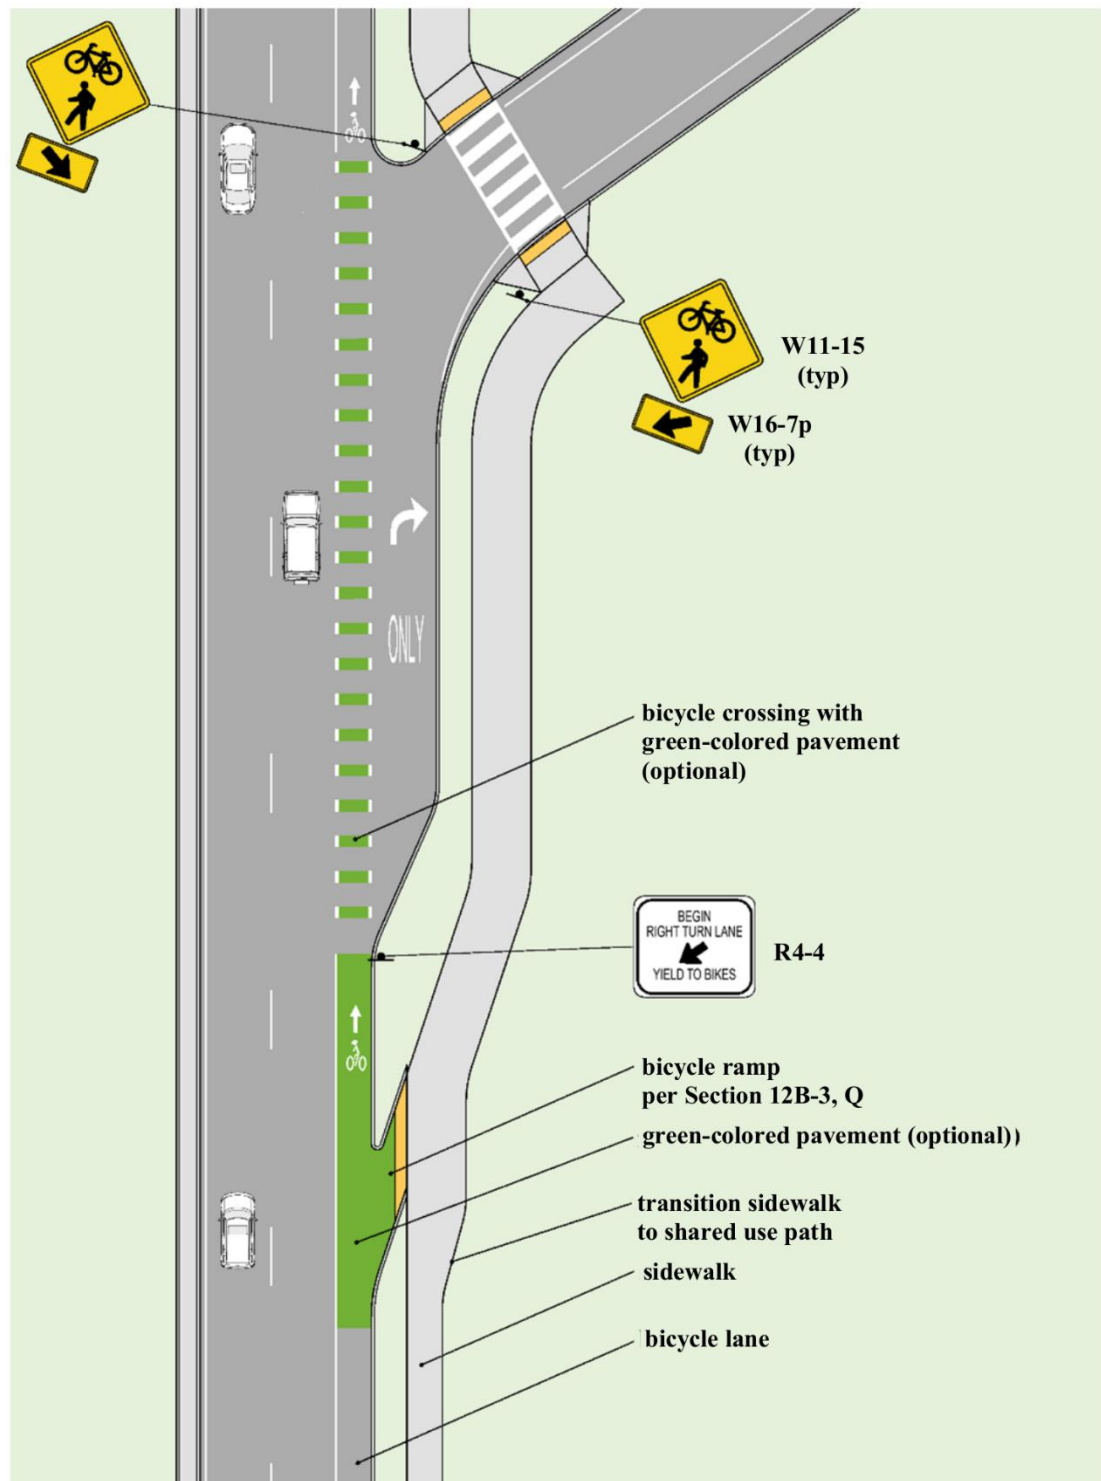 W11-15
(typ)
W16-7p
(typ)
ONLY
bicycle crossing with
green-colored pavement
(optional)
BEGIN
RIGHT TURN LANE
YIELD TO BIKES
R4-4
bicycle ramp
per Section 12B-3, Q
green-colored pavement (optional))
transition sidewalk
to shared use path
sidewalk
bicycle lane